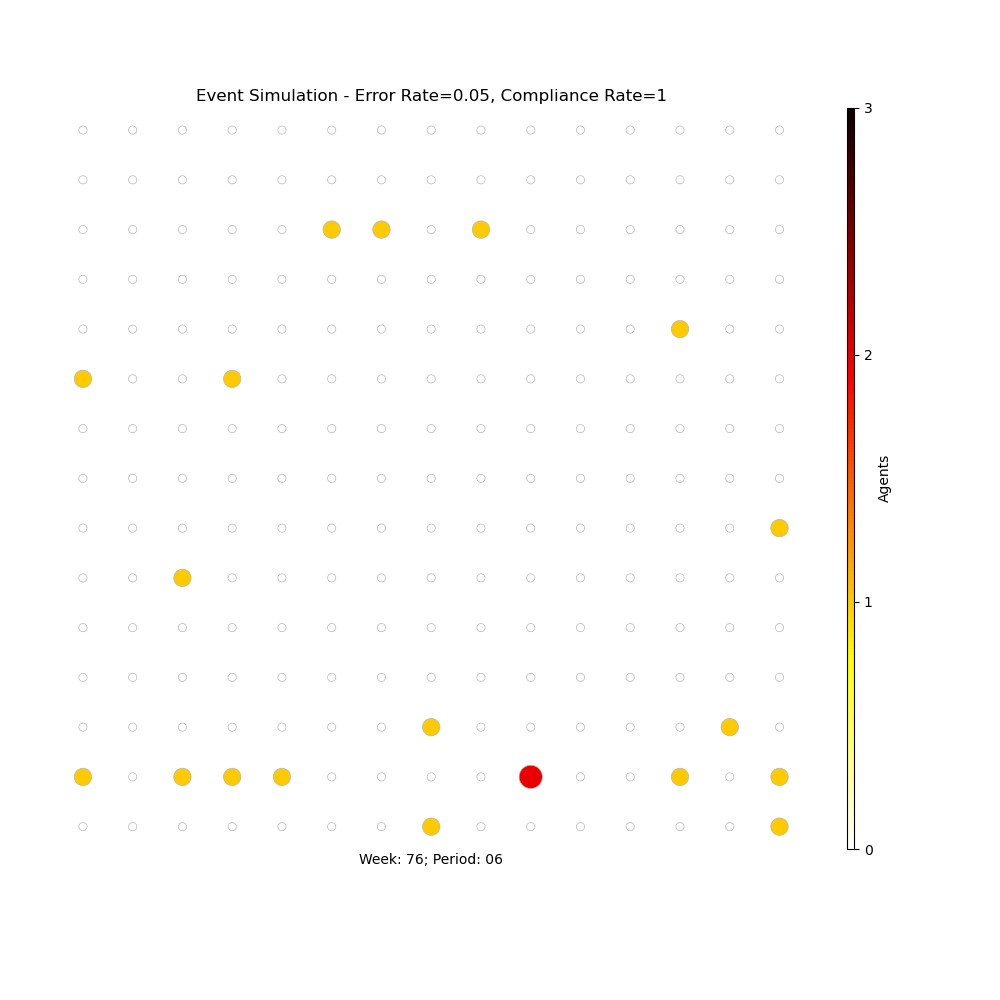 Event Simulation - Error Rate=0.05, Compliance Rate=1
3
2
Agents
1
0
Week: 76; Period: 06